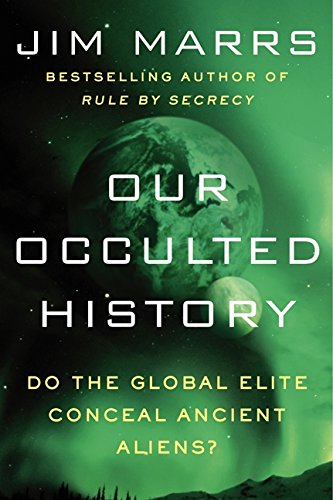 JIM MARRS
BESTSELLING AUTHOR OF
RULE BY SECRECY
OUR
OCCULTED
HISTORY
DO THE GLOBAL ELITE
CONCEAL ANCIENT
ALIENS?